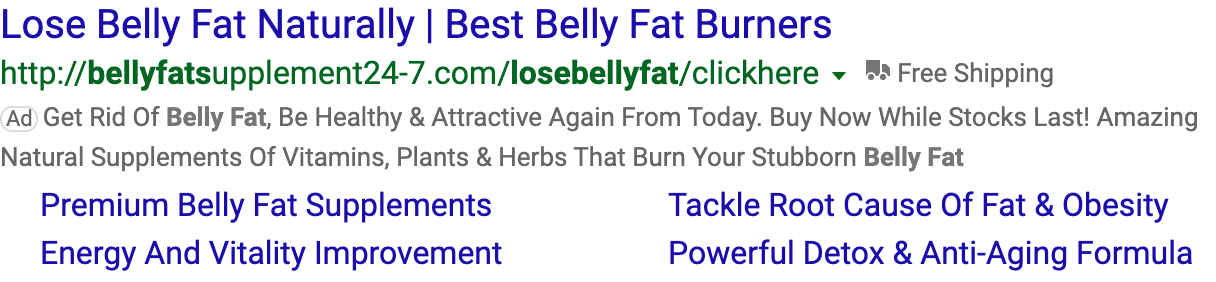 Lose Belly Fat Naturally | Best Belly Fat Burners
http://bellyfatsupplement24-7.com/losebellyfat/clickhere Free Shipping
Ad Get Rid Of Belly Fat, Be Healthy & Attractive Again From Today. Buy Now While Stocks Last! Amazing
Natural Supplements Of Vitamins, Plants & Herbs That Burn Your Stubborn Belly Fat
Premium Belly Fat Supplements Tackle Root Cause Of Fat & Obesity
Energy And Vitality Improvement Powerful Detox & Anti-Aging Formula